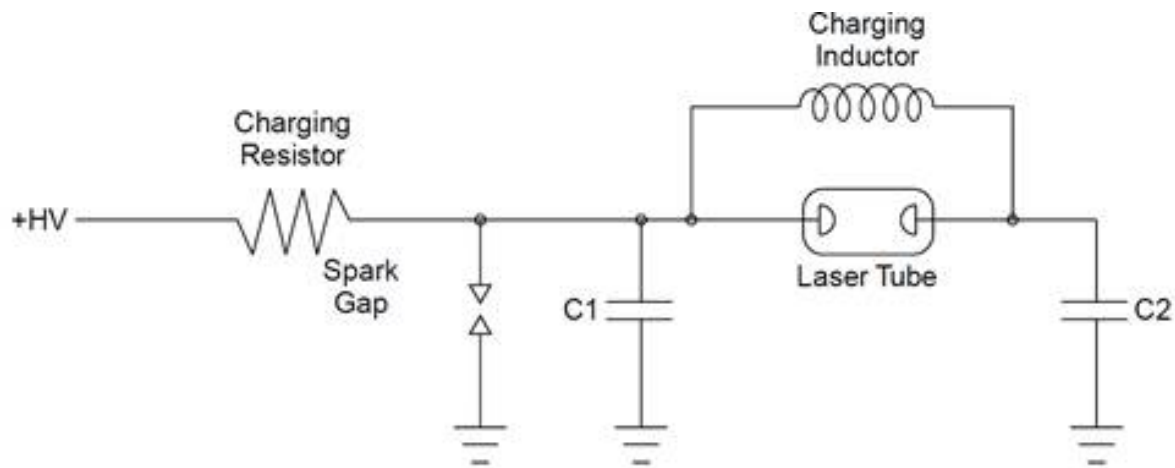 Charging
Inductor
Charging
Resistor
+HV
Spark
Gap
Laser Tube
C1
C2